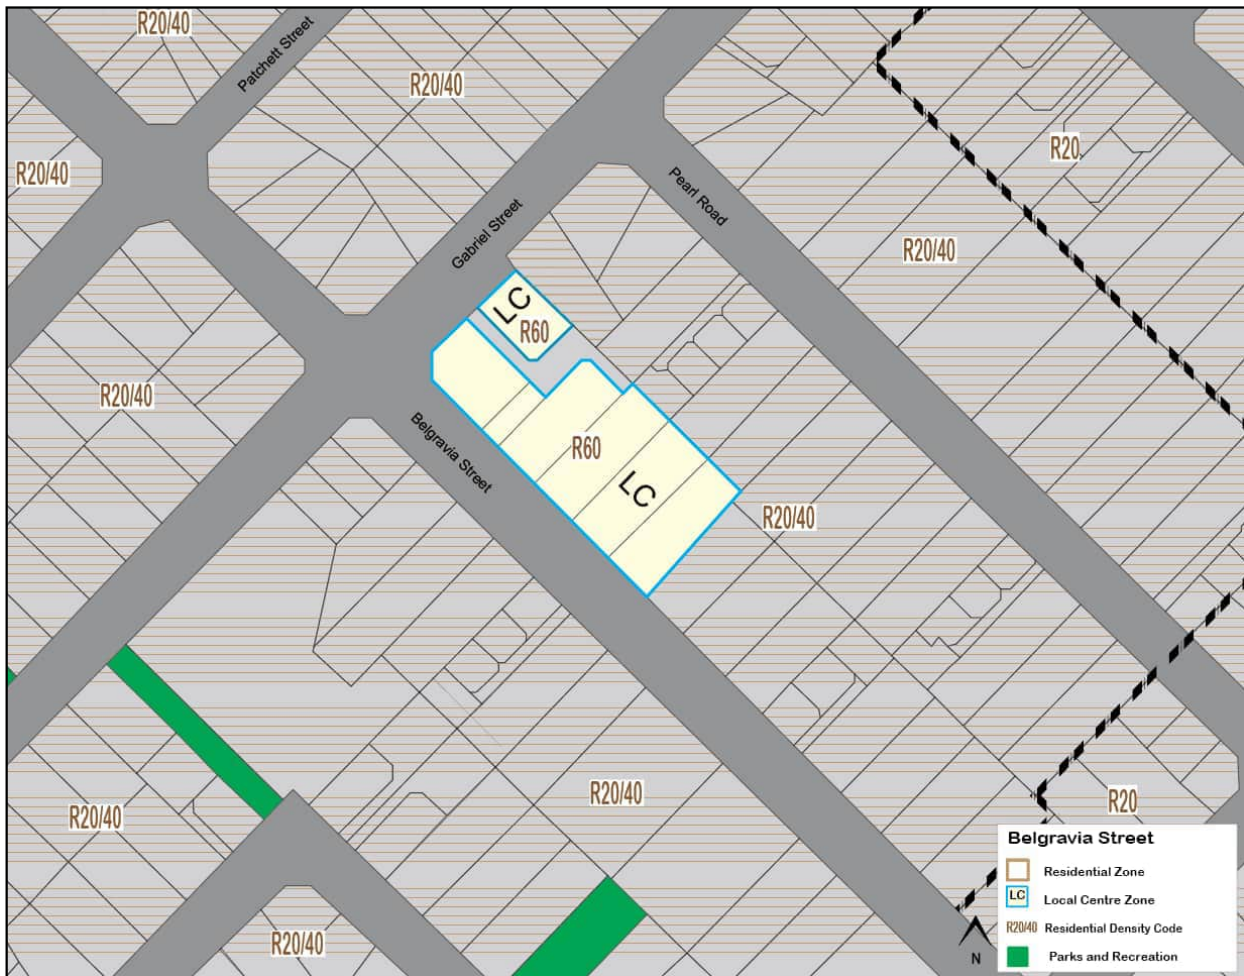 R20/40
Patchett Street
R20/40
R20
R20/40
Pearl Road
Gabriel Street
R20/40
LC
R60
R20/40
Belgravia Street
R60
LC
R20/40
R20/40
R20/40
R20
R20/40
N
Belgravia Street
Residential Zone
LC Local Centre Zone
R20/40 Residential Density Code
Parks and Recreation